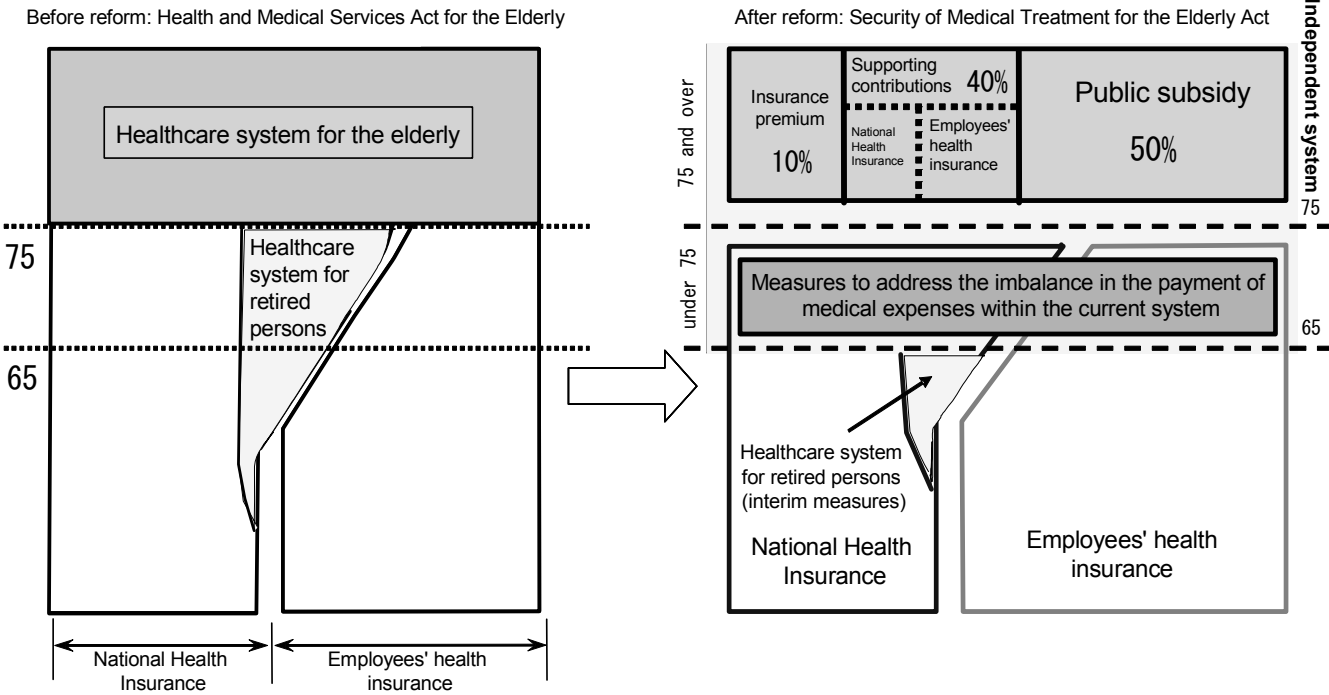 Before reform: Health and Medical Services Act for the Elderly
Healthcare system for the elderly
75
Healthcare
system for
retired
persons
65
National Health
Insurance
Employees' health
insurance
After reform: Security of Medical Treatment for the Elderly Act
Independent system
75 and over
Insurance
premium
10%
Supporting
contributions 40%
National
Health
Insurance
Employees'
health
insurance
Public subsidy
50%
75
under 75
Measures to address the imbalance in the payment of
medical expenses within the current system
65
Healthcare system
for retired persons
(interim measures)
National Health
Insurance
Employees' health
insurance